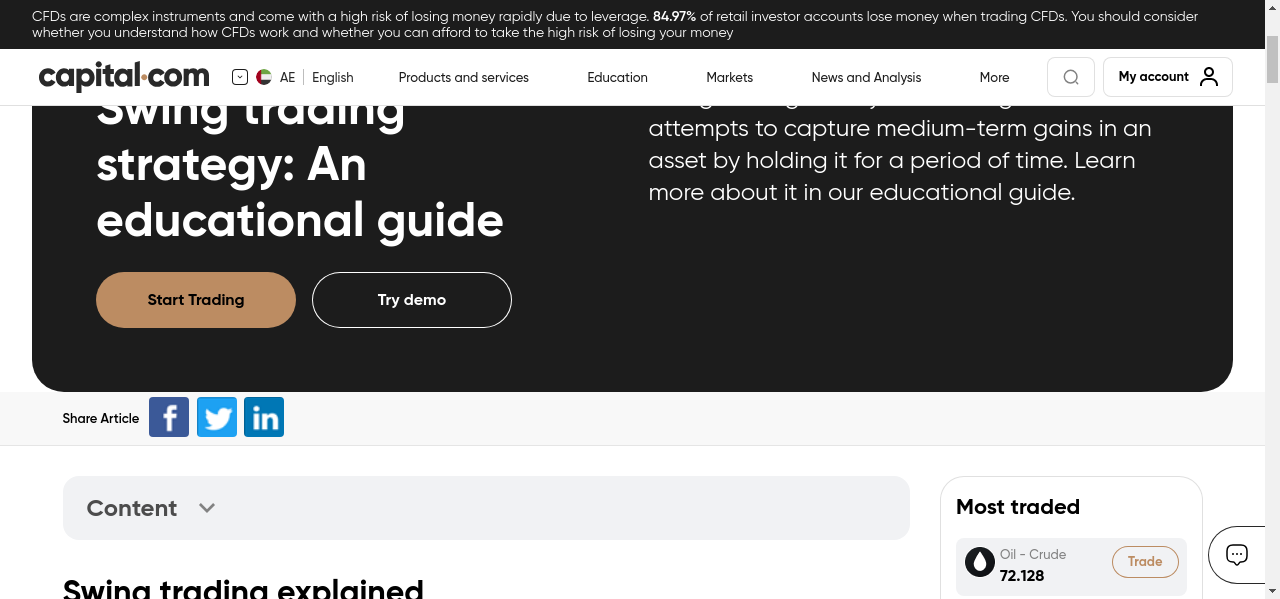 CFDs are complex instruments and come with a high risk of losing money rapidly due to leverage. 84.97% of retail investor accounts lose money when trading CFDs. You should consider
whether you understand how CFDs work and whether you can afford to take the high risk of losing your money
capital.com
AE
English
Products and services
Education
Markets
News and Analysis
More
My account
Swing trading
strategy: An
educational guide
attempts to capture medium-term gains in an
asset by holding it for a period of time. Learn
more about it in our educational guide.
Start Trading
Try demo
Share Article
Content
Most traded
Oil - Crude
72.128
Trade
Swing trading explained